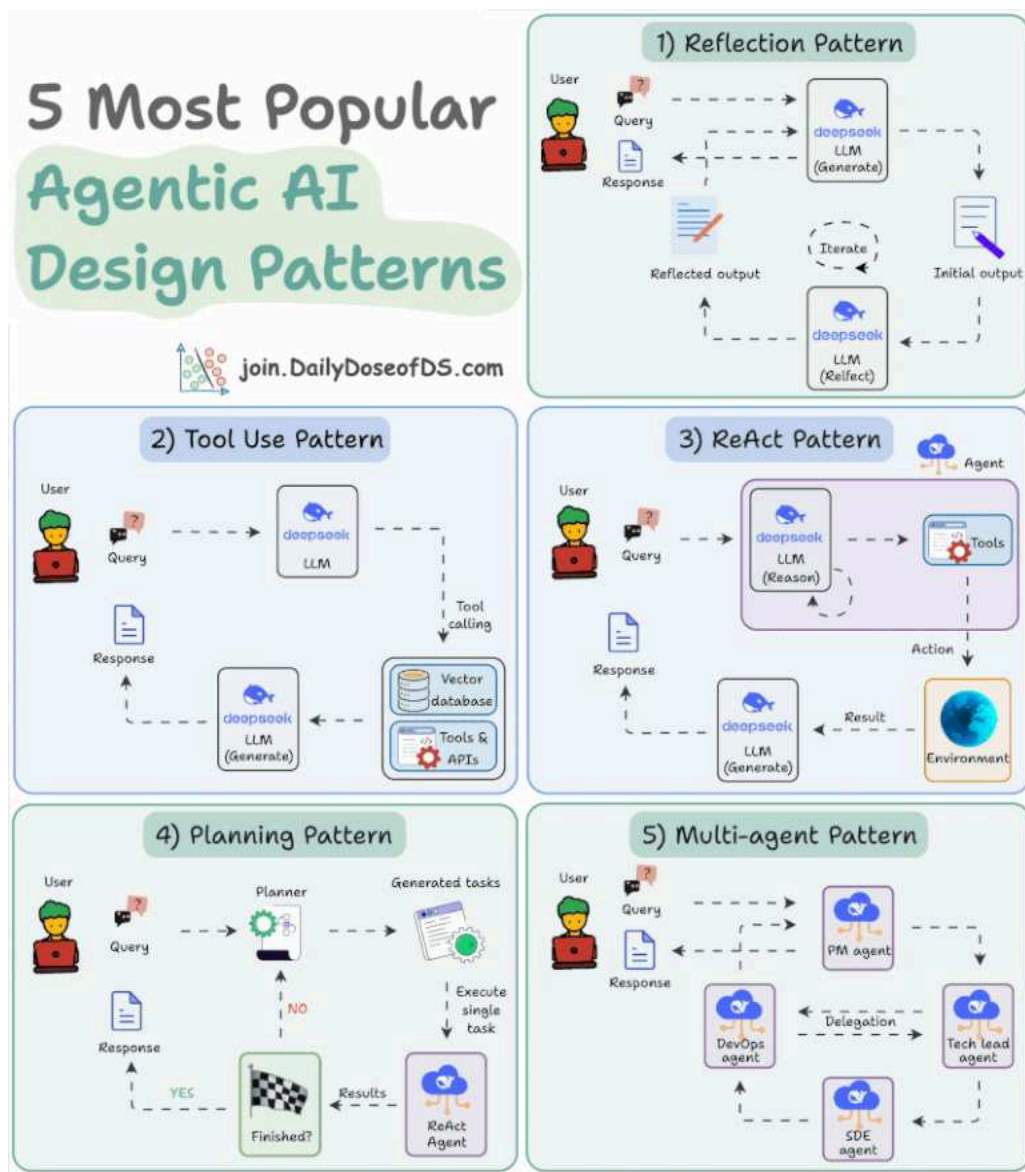 5 Most Popular
Agentic AI
Design Patterns
join.DailyDoseofDS.com
1) Reflection Pattern
User
Query
Response
deepseek
LLM
(Generate)
Reflected output
Iterate
Initial output
deepseek
LLM
(Relfect)
2) Tool Use Pattern
User
Query
deepseek
LLM
Tool
calling
Response
deepseek
LLM
(Generate)
Vector
database
Tools &
APIs
3) ReAct Pattern
Agent
User
Query
deepseek
LLM
(Reason)
Tools
Action
Response
deepseek
LLM
(Generate)
Result
Environment
4) Planning Pattern
User
Query
Planner
Generated tasks
Execute
single
task
NO
Response
YES
Finished?
Results
ReAct
Agent
5) Multi-agent Pattern
User
Query
Response
PM agent
Delegation
DevOps
agent
Tech lead
agent
SDE
agent